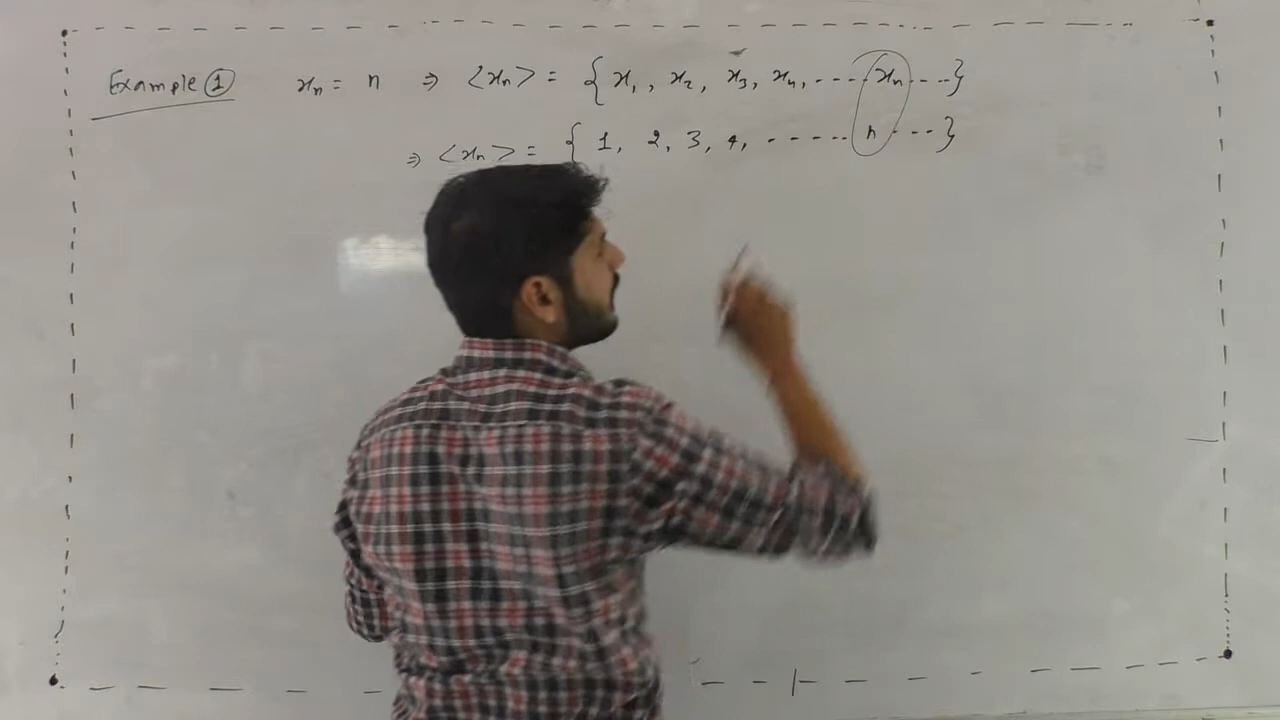 Example ① xₙ = n ⇒ <xₙ> = { x₁, x₂, x₃, x₄, ..... xₙ .... }
⇒ <xₙ> = { 1, 2, 3, 4, ...... n .... }